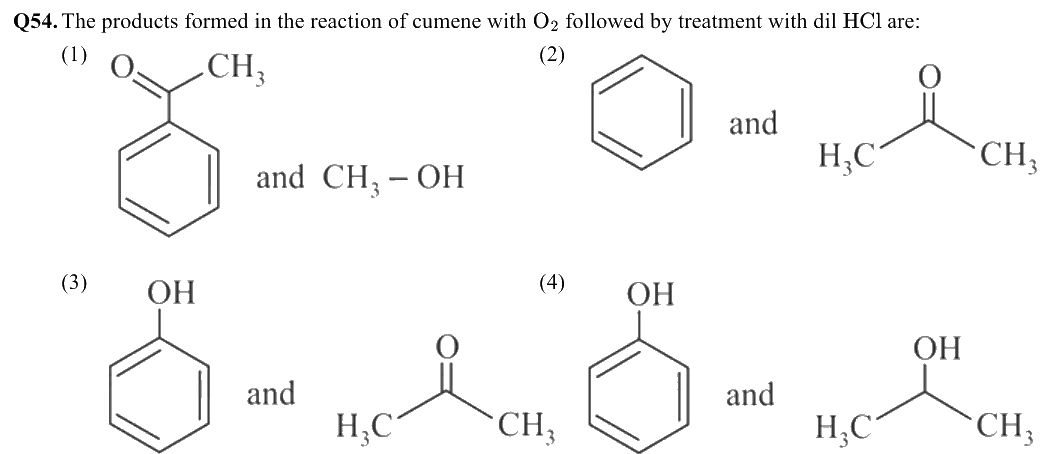 Q54. The products formed in the reaction of cumene with O₂ followed by treatment with dil HCl are:
(1)
O
CH₃
and CH₃ – OH
(2)
and
O
H₃C
CH₃
(3)
OH
and
O
H₃C
CH₃
(4)
OH
and
OH
H₃C
CH₃